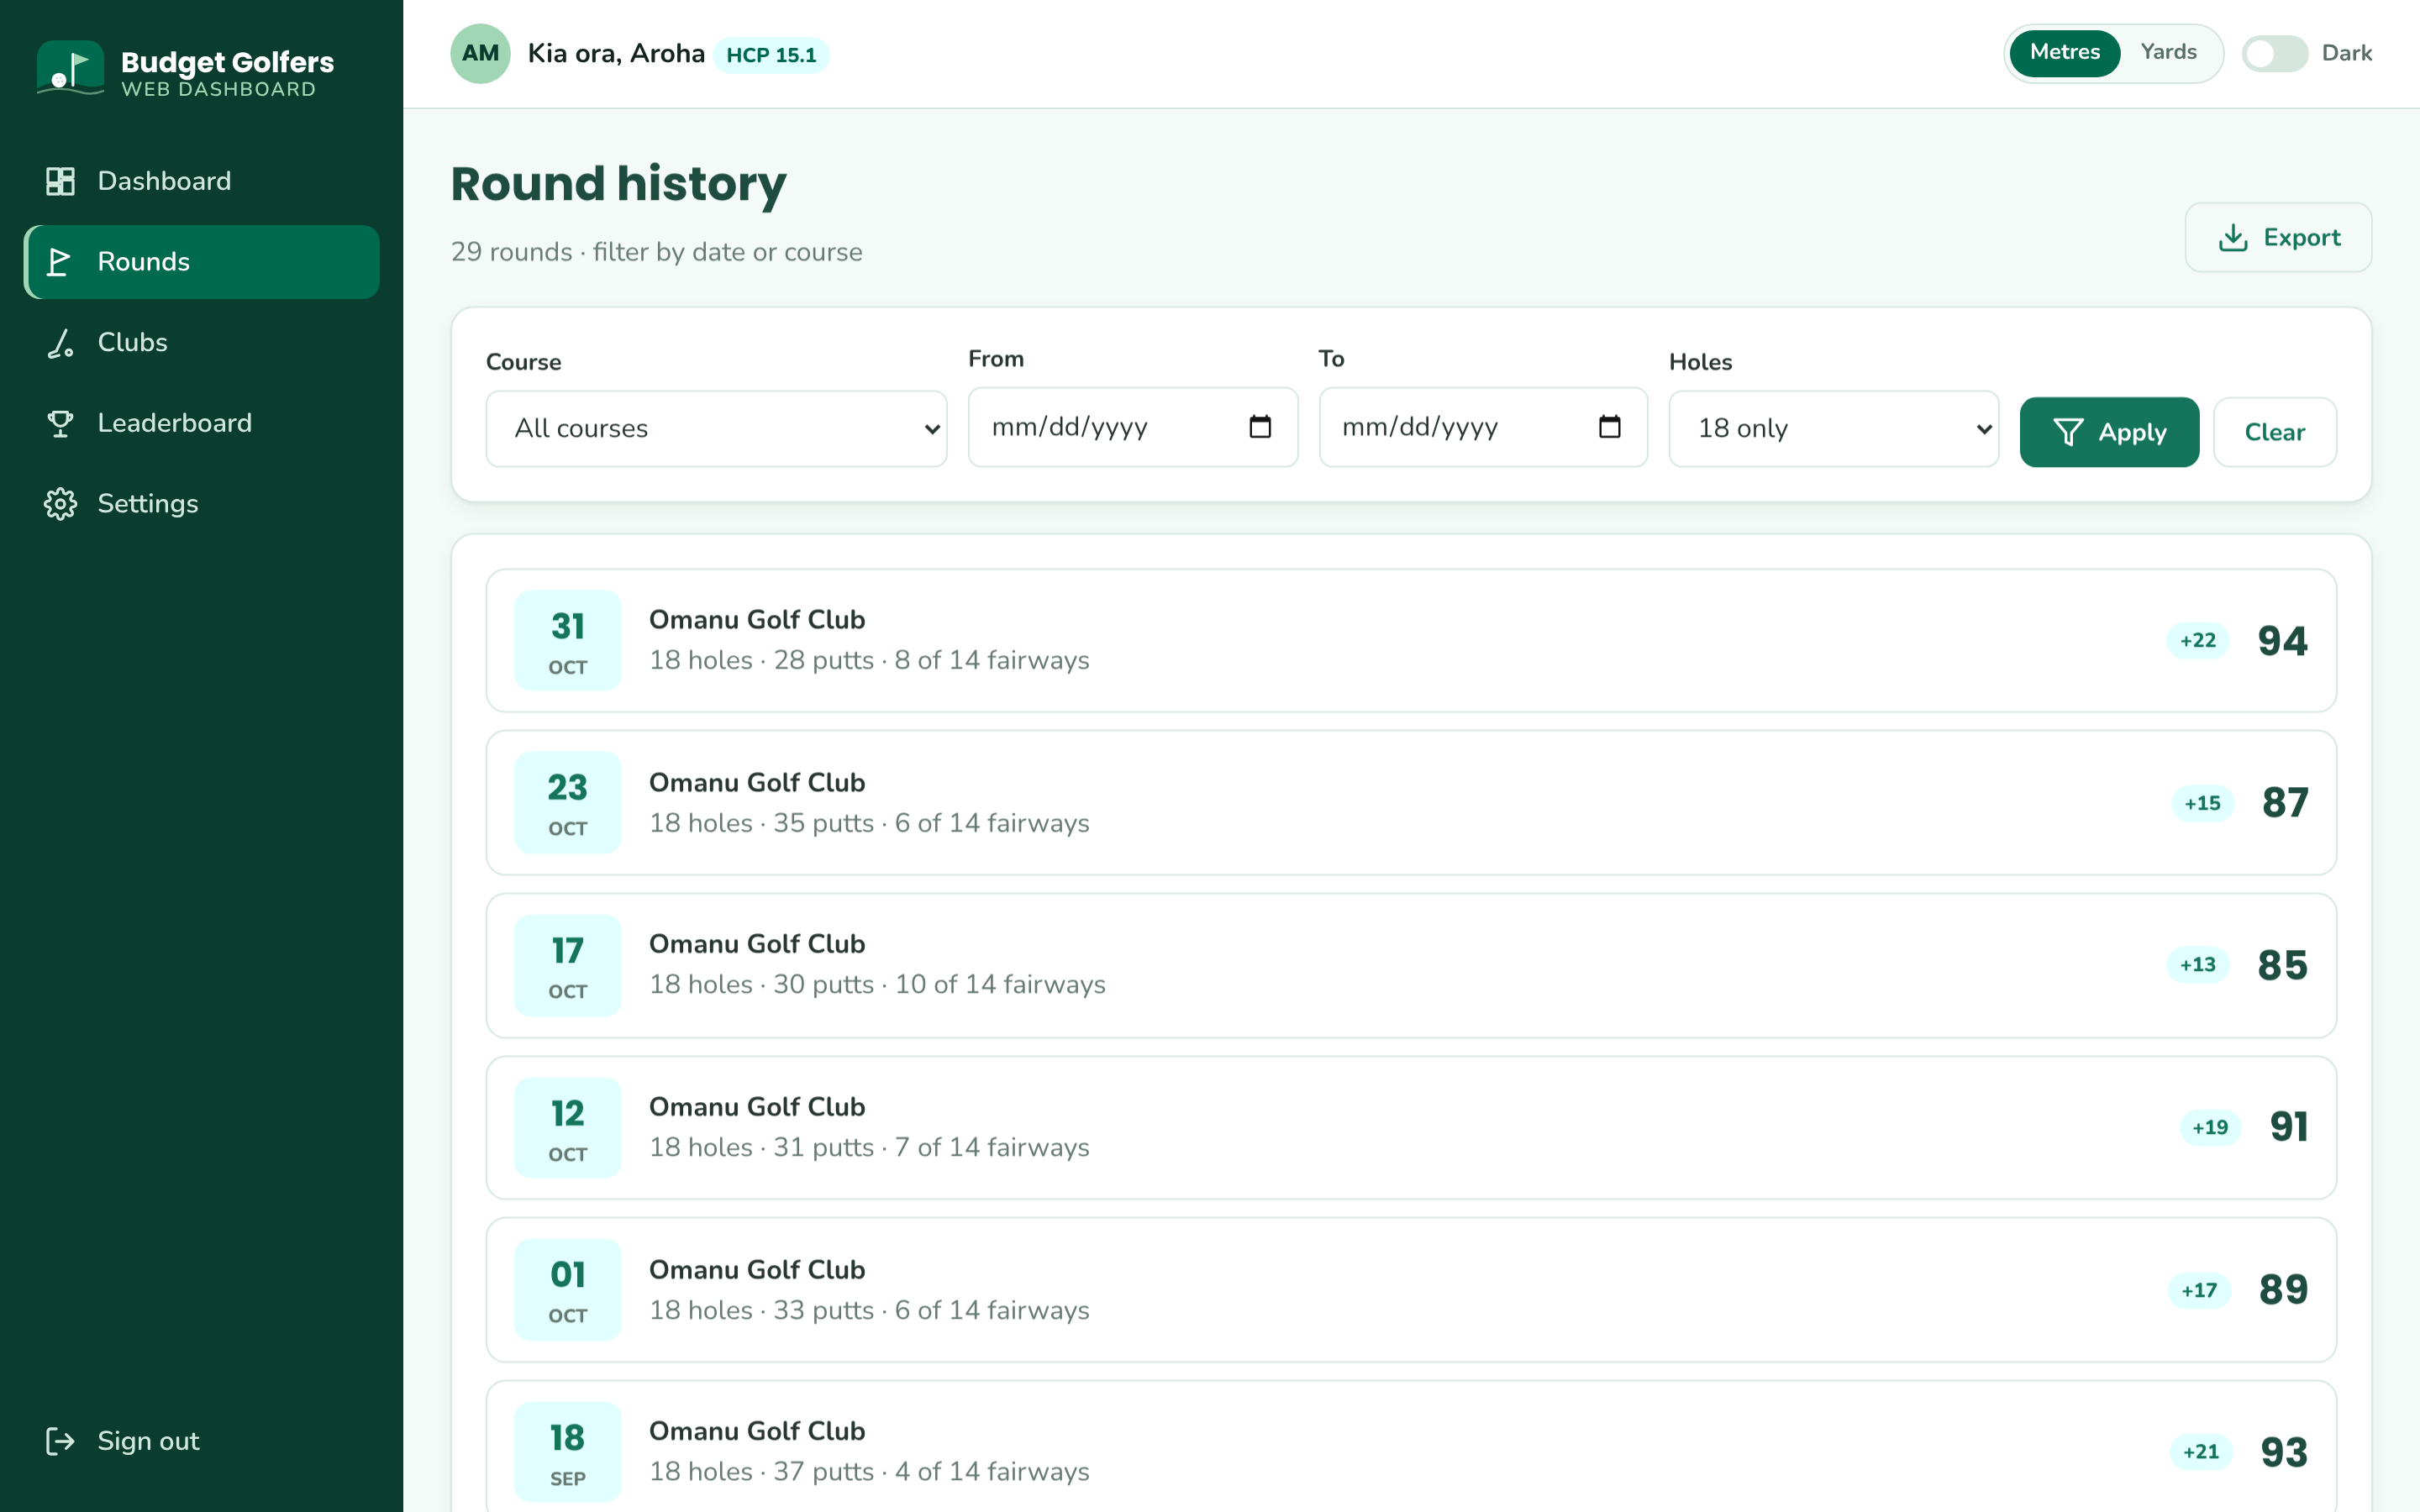 Budget Golfers
WEB DASHBOARD
Dashboard
Rounds
Clubs
Leaderboard
Settings
Sign out
AM
Kia ora, Aroha
HCP 15.1
Metres
Yards
Dark
Round history
29 rounds · filter by date or course
Export
Course
From
To
Holes
All courses
mm/dd/yyyy
mm/dd/yyyy
18 only
Apply
Clear
31
OCT
Omanu Golf Club
18 holes · 28 putts · 8 of 14 fairways
+22
94
23
OCT
Omanu Golf Club
18 holes · 35 putts · 6 of 14 fairways
+15
87
17
OCT
Omanu Golf Club
18 holes · 30 putts · 10 of 14 fairways
+13
85
12
OCT
Omanu Golf Club
18 holes · 31 putts · 7 of 14 fairways
+19
91
01
OCT
Omanu Golf Club
18 holes · 33 putts · 6 of 14 fairways
+17
89
18
SEP
Omanu Golf Club
18 holes · 37 putts · 4 of 14 fairways
+21
93